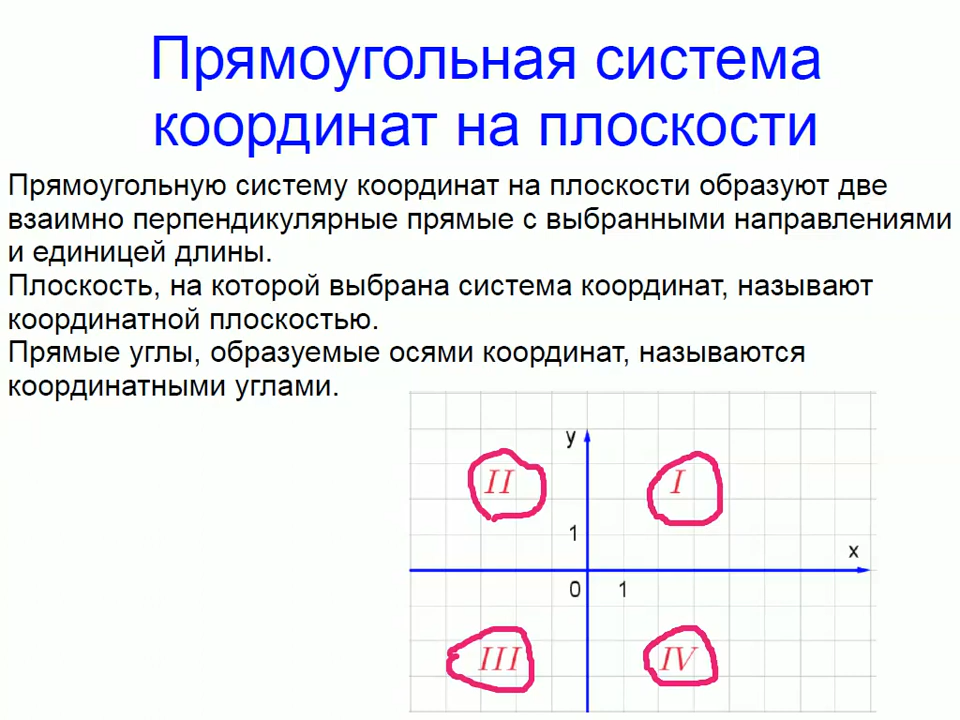 Прямоугольная система
координат на плоскости
Прямоугольную систему координат на плоскости образуют две
взаимно перпендикулярные прямые с выбранными направлениями
и единицей длины.
Плоскость, на которой выбрана система координат, называют
координатной плоскостью.
Прямые углы, образуемые осями координат, называются
координатными углами.
y
II
I
1
x
0 1
III
IV